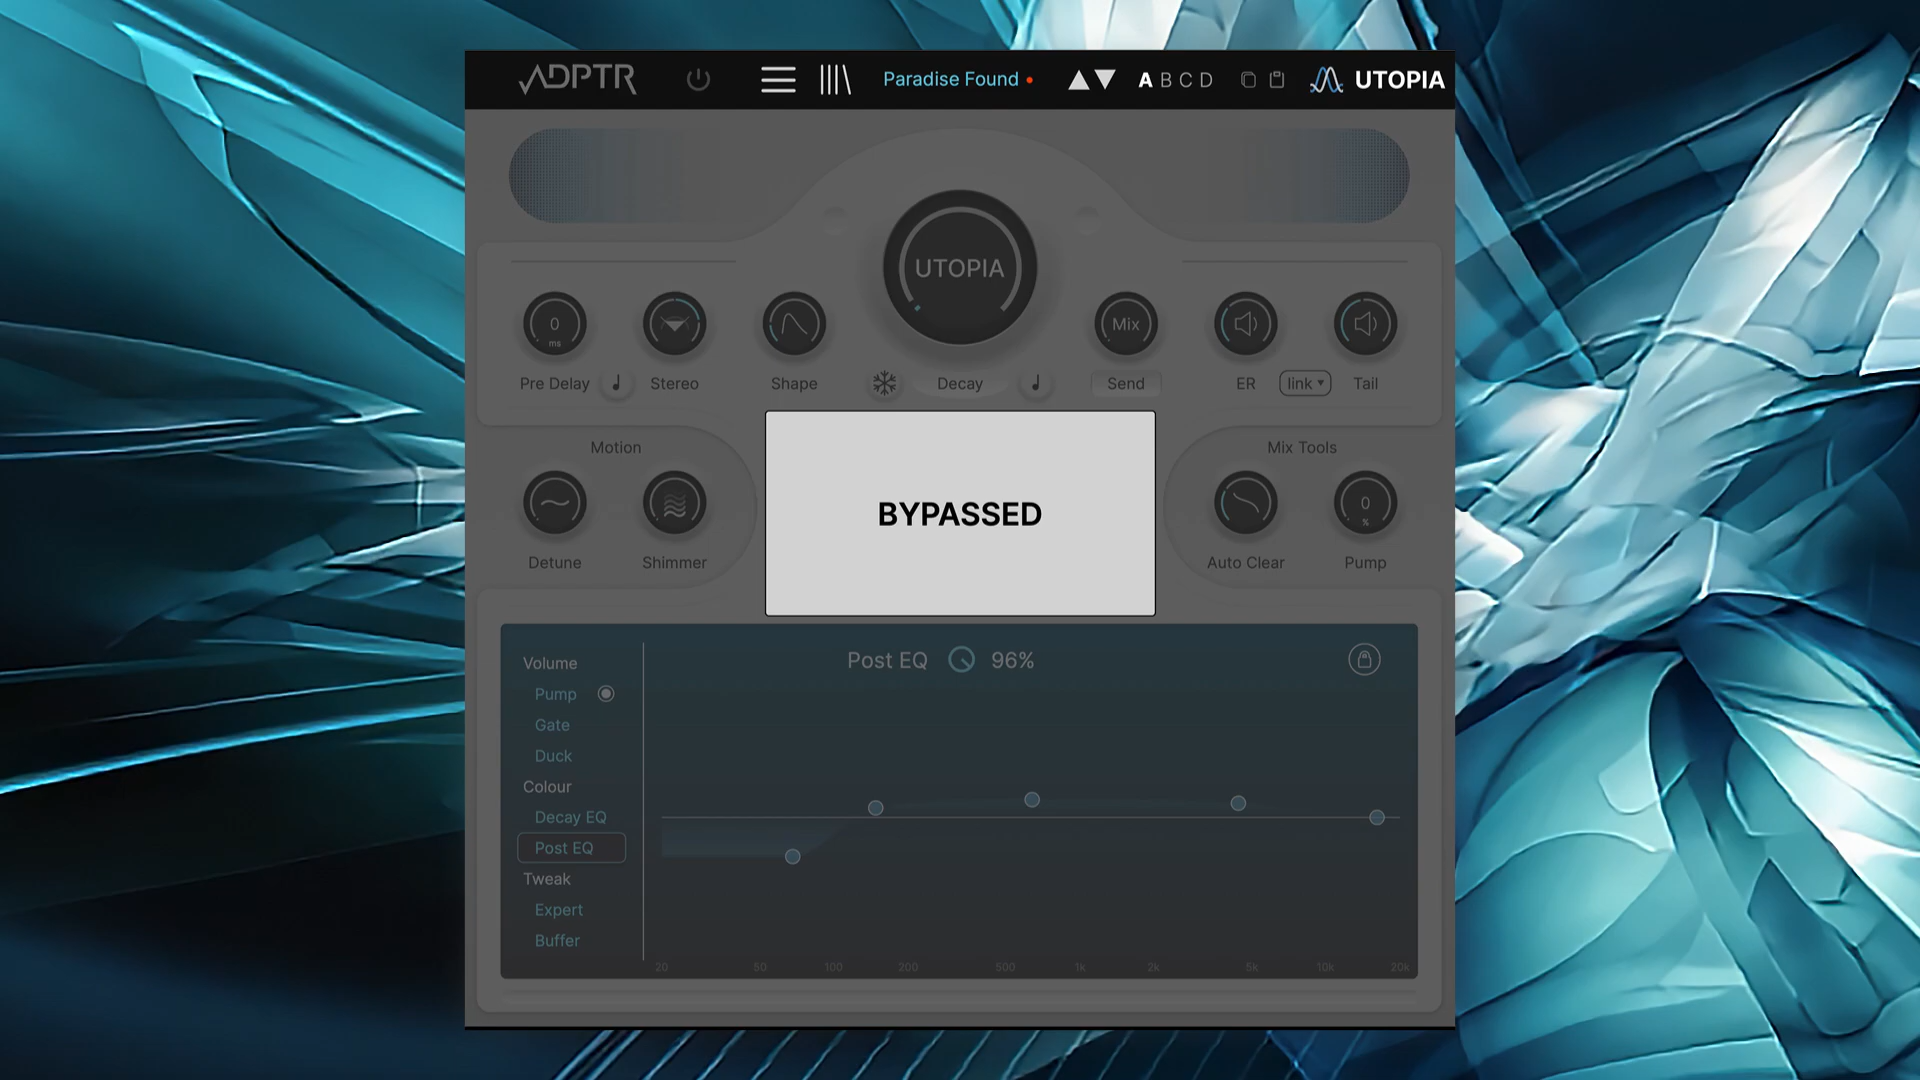 ADPTR
Paradise Found
A B C D
UTOPIA
UTOPIA
0
ms
Mix
Pre Delay
Stereo
Shape
Decay
Send
ER
link
Tail
Motion
Mix Tools
0
%
Detune
Shimmer
BYPASSED
Auto Clear
Pump
Post EQ
96%
Volume
Pump
Gate
Duck
Colour
Decay EQ
Post EQ
Tweak
Expert
Buffer
20 50 100 200 500 1k 2k 5k 10k 20k